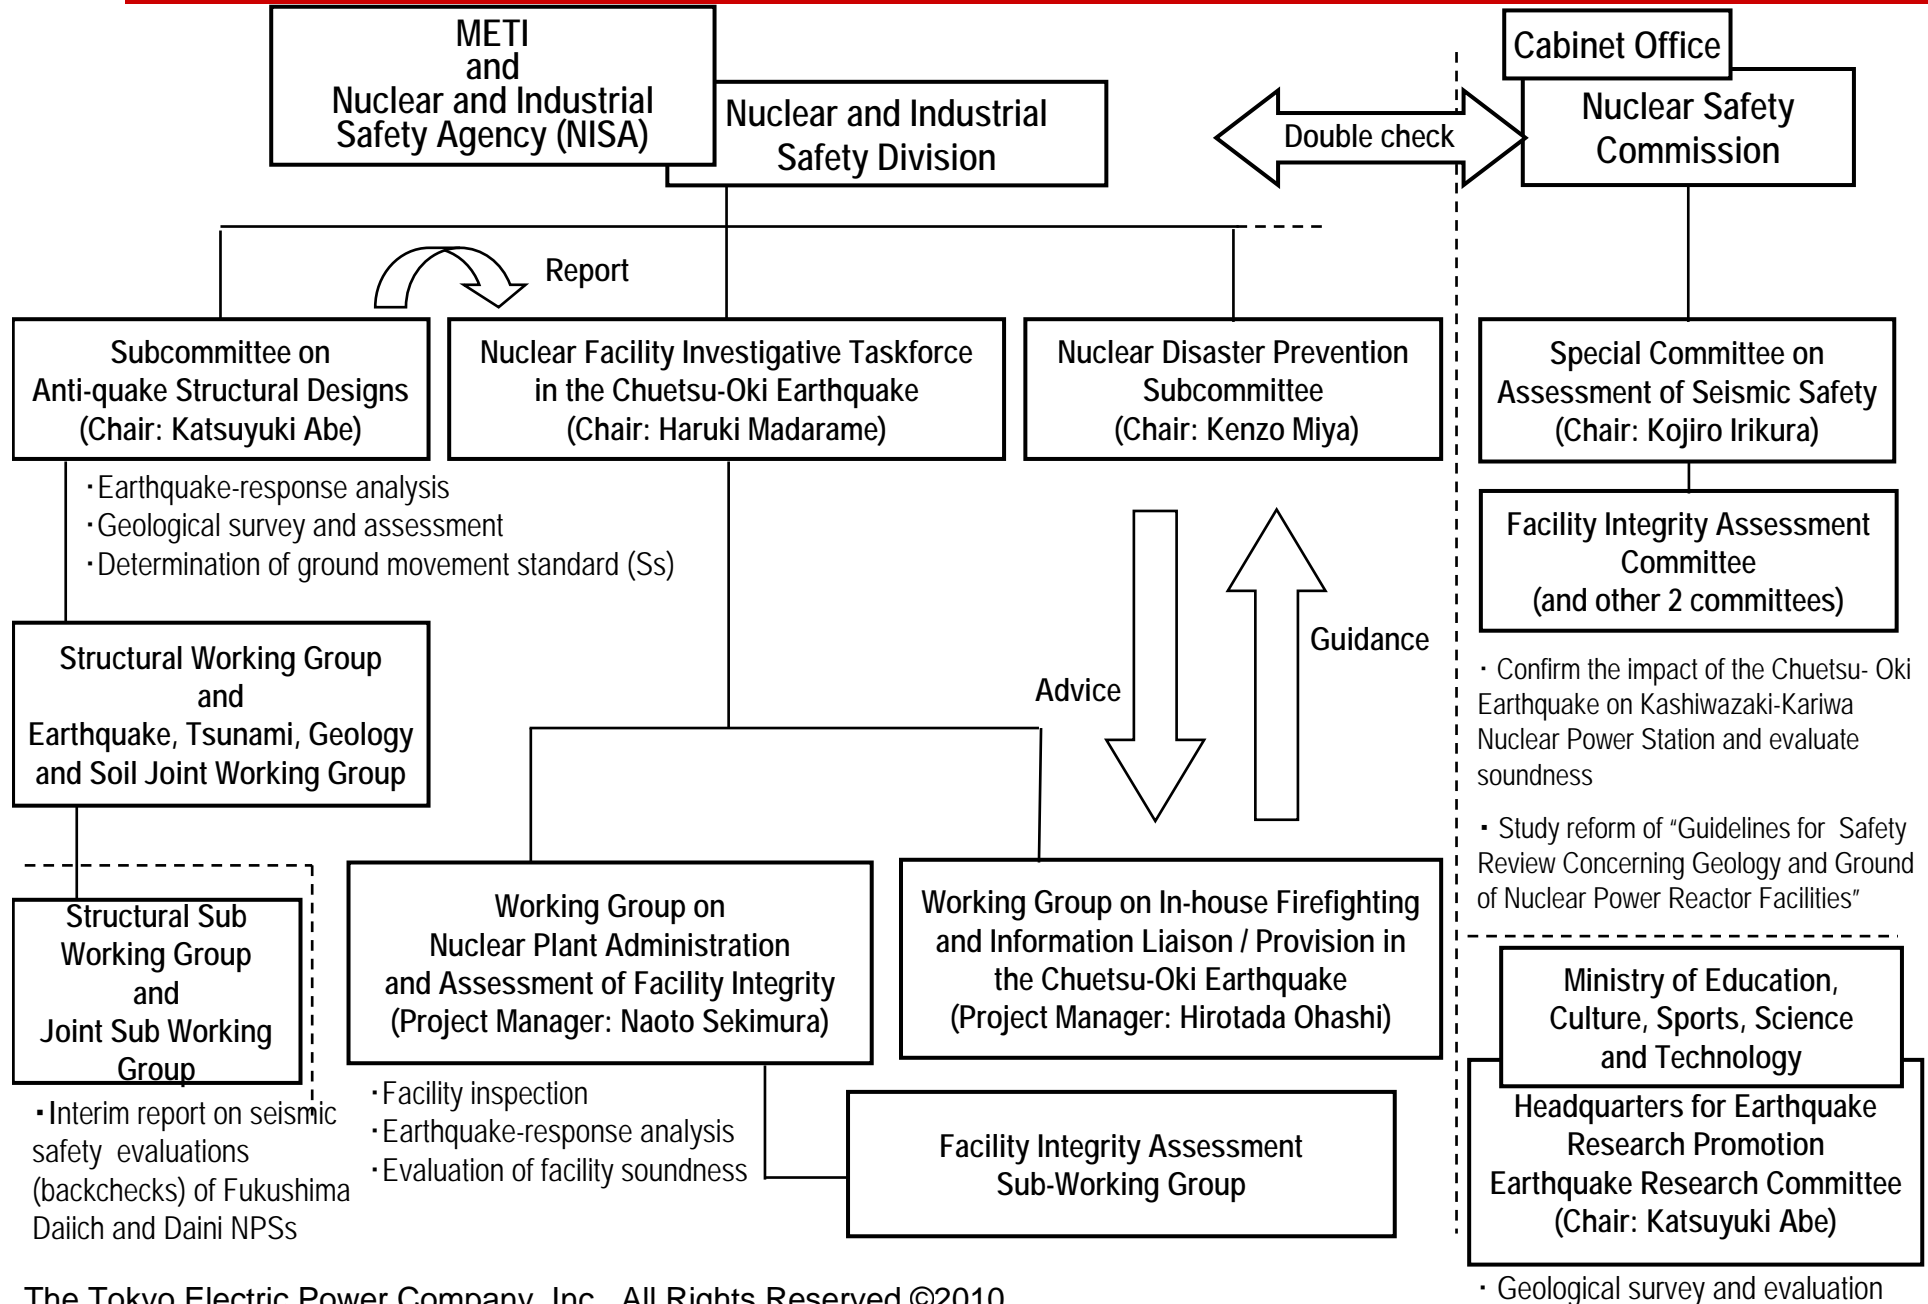 METI
and
Nuclear and Industrial
Safety Agency (NISA)
Nuclear and Industrial
Safety Division
Double check
Cabinet Office
Nuclear Safety
Commission
Report
Subcommittee on
Anti-quake Structural Designs
(Chair: Katsuyuki Abe)
Nuclear Facility Investigative Taskforce
in the Chuetsu-Oki Earthquake
(Chair: Haruki Madarame)
Nuclear Disaster Prevention
Subcommittee
(Chair: Kenzo Miya)
Special Committee on
Assessment of Seismic Safety
(Chair: Kojiro Irikura)
・Earthquake-response analysis
・Geological survey and assessment
・Determination of ground movement standard (Ss)
Facility Integrity Assessment
Committee
(and other 2 committees)
Structural Working Group
and
Earthquake, Tsunami, Geology
and Soil Joint Working Group
Advice
Guidance
・ Confirm the impact of the Chuetsu- Oki
Earthquake on Kashiwazaki-Kariwa
Nuclear Power Station and evaluate
soundness
・ Study reform of “Guidelines for Safety
Review Concerning Geology and Ground
of Nuclear Power Reactor Facilities”
Structural Sub
Working Group
and
Joint Sub Working
Group
Working Group on
Nuclear Plant Administration
and Assessment of Facility Integrity
(Project Manager: Naoto Sekimura)
Working Group on In-house Firefighting
and Information Liaison / Provision in
the Chuetsu-Oki Earthquake
(Project Manager: Hirotada Ohashi)
Ministry of Education,
Culture, Sports, Science
and Technology
Headquarters for Earthquake
Research Promotion
Earthquake Research Committee
(Chair: Katsuyuki Abe)
・Interim report on seismic
safety evaluations
(backchecks) of Fukushima
Daiich and Daini NPSs
・Facility inspection
・Earthquake-response analysis
・Evaluation of facility soundness
Facility Integrity Assessment
Sub-Working Group
・ Geological survey and evaluation
The Tokyo Electric Power Company, Inc. All Rights Reserved ©2010